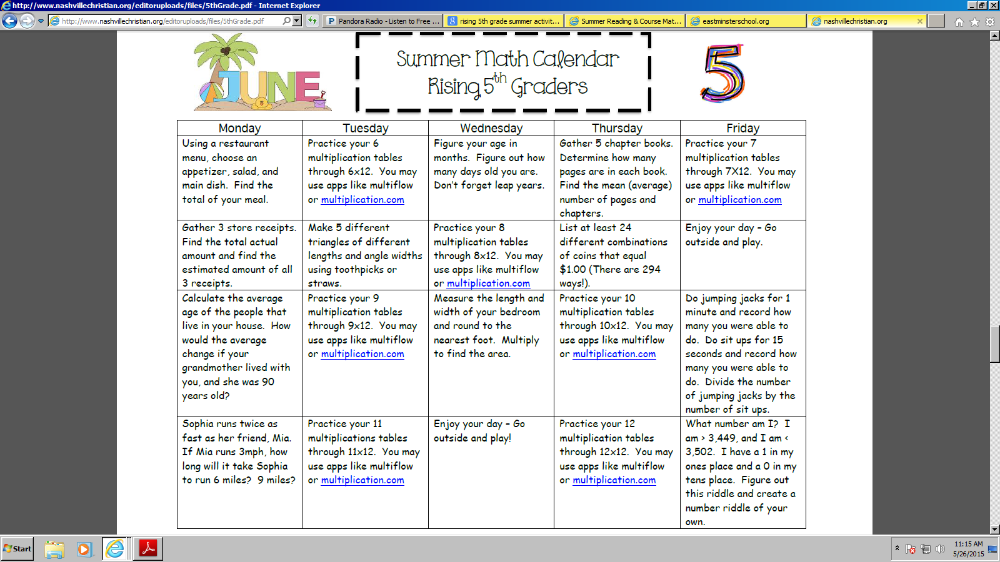 http://www.nashvillechristian.org/editoruploads/files/5thGrade.pdf - Internet Explorer
http://www.nashvillechristian.org/editoruploads/files/5thGrade.pdf
Pandora Radio - Listen to Free ...
rising 5th grade summer activit...
Summer Reading & Course Mat...
eastminsterschool.org
nashvillechristian.org
JUNE
Summer Math Calendar
Rising 5th Graders
5
Monday
Tuesday
Wednesday
Thursday
Friday
Using a restaurant
menu, choose an
appetizer, salad, and
main dish.  Find the
total of your meal.
Practice your 6
multiplication tables
through 6x12.  You may
use apps like multiflow
or multiplication.com
Figure your age in
months.  Figure out how
many days old you are.
Don't forget leap years.
Gather 5 chapter books.
Determine how many
pages are in each book.
Find the mean (average)
number of pages and
chapters.
Practice your 7
multiplication tables
through 7X12.  You may
use apps like multiflow
or multiplication.com
Gather 3 store receipts.
Find the total actual
amount and find the
estimated amount of all
3 receipts.
Make 5 different
triangles of different
lengths and angle widths
using toothpicks or
straws.
Practice your 8
multiplication tables
through 8x12.  You may
use apps like multiflow
or multiplication.com
List at least 24
different combinations
of coins that equal
$1.00 (There are 294
ways!).
Enjoy your day – Go
outside and play.
Calculate the average
age of the people that
live in your house.  How
would the average
change if your
grandmother lived with
you, and she was 90
years old?
Practice your 9
multiplication tables
through 9x12.  You may
use apps like multiflow
or multiplication.com
Measure the length and
width of your bedroom
and round to the
nearest foot.  Multiply
to find the area.
Practice your 10
multiplication tables
through 10x12.  You may
use apps like multiflow
or multiplication.com
Do jumping jacks for 1
minute and record how
many you were able to
do.  Do sit ups for 15
seconds and record how
many you were able to
do.  Divide the number
of jumping jacks by the
number of sit ups.
Sophia runs twice as
fast as her friend, Mia.
If Mia runs 3mph, how
long will it take Sophia
to run 6 miles?  9 miles?
Practice your 11
multiplications tables
through 11x12.  You may
use apps like multiflow
or multiplication.com
Enjoy your day – Go
outside and play!
Practice your 12
multiplication tables
through 12x12.  You may
use apps like multiflow
or multiplication.com
What number am I?  I
am > 3,449, and I am <
3,502.  I have a 1 in my
ones place and a 0 in my
tens place.  Figure out
this riddle and create a
number riddle of your
own.
Start
11:15 AM
5/26/2015